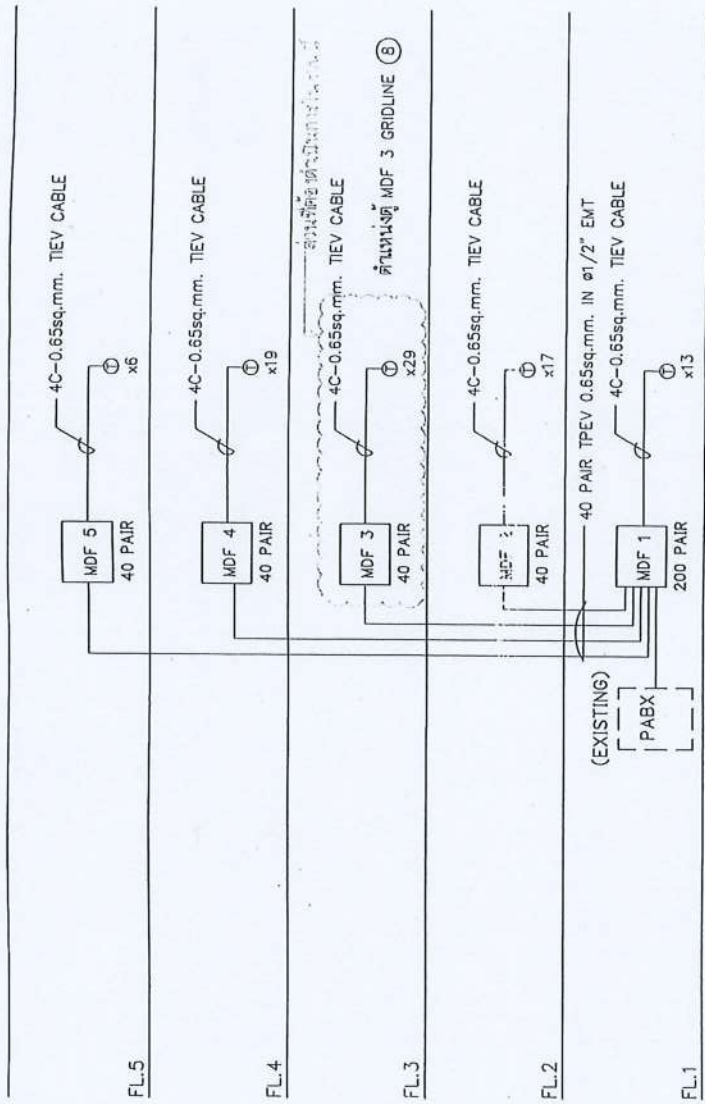 FL.5
MDF 5
40 PAIR
4C-0.65sq.mm. TIEV CABLE
T
x6
FL.4
MDF 4
40 PAIR
4C-0.65sq.mm. TIEV CABLE
T
x19
FL.3
MDF 3
40 PAIR
4C-0.65sq.mm. TIEV CABLE
T
x29
ตำแหน่งตู้ MDF 3 GRIDLINE 8
FL.2
MDF 2
40 PAIR
4C-0.65sq.mm. TIEV CABLE
T
x17
40 PAIR TPEV 0.65sq.mm. IN ø1/2" EMT
FL.1
(EXISTING)
PABX
MDF 1
200 PAIR
4C-0.65sq.mm. TIEV CABLE
T
x13